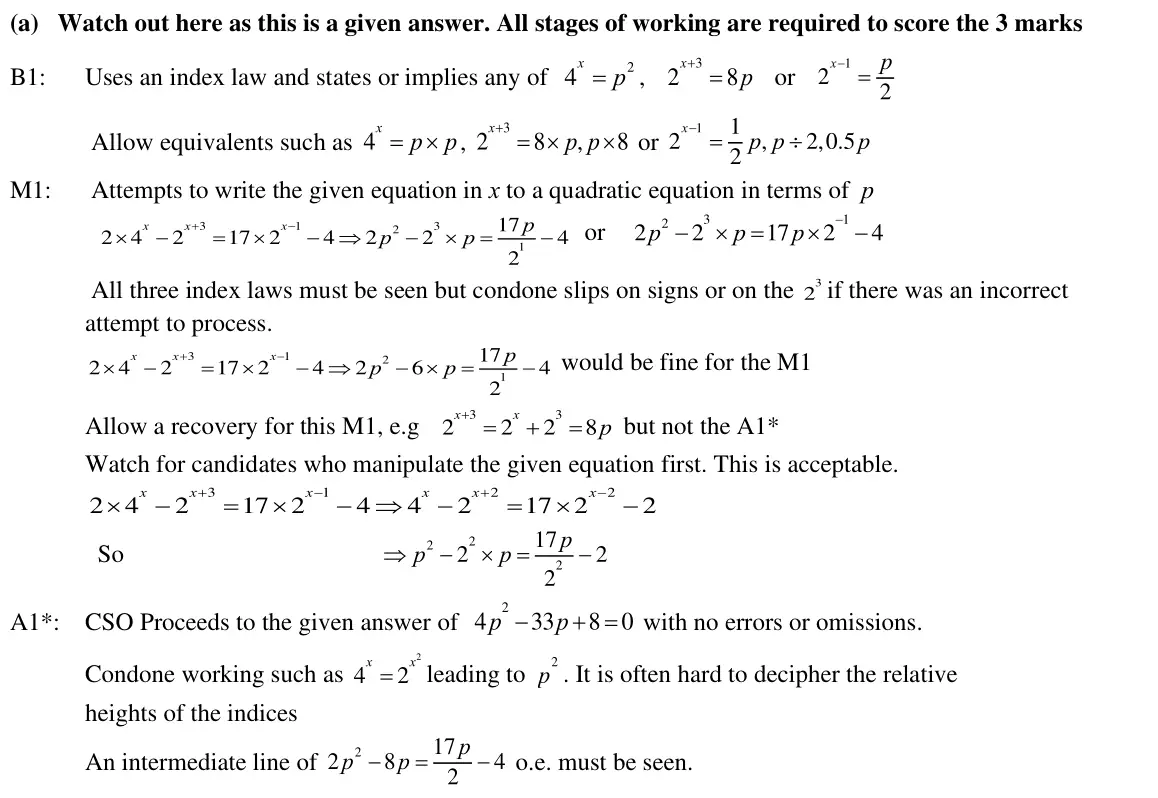 (a) Watch out here as this is a given answer. All stages of working are required to score the 3 marks
B1: Uses an index law and states or implies any of 4^x = p^2, 2^{x+3} = 8p or 2^{x-1} = p/2
Allow equivalents such as 4^x = p × p, 2^{x+3} = 8 × p, p × 8 or 2^{x-1} = 1/2 p, p ÷ 2, 0.5p
M1: Attempts to write the given equation in x to a quadratic equation in terms of p
2 × 4^x − 2^{x+3} = 17 × 2^{x−1} − 4 ⇒ 2p^2 − 2^3 × p = 17p/2^1 − 4 or 2p^2 − 2^3 × p = 17p × 2^{−1} − 4
All three index laws must be seen but condone slips on signs or on the 2^3 if there was an incorrect
attempt to process.
2 × 4^x − 2^{x+3} = 17 × 2^{x−1} − 4 ⇒ 2p^2 − 6 × p = 17p/2^1 − 4 would be fine for the M1
Allow a recovery for this M1, e.g 2^{x+3} = 2^x + 2^3 = 8p but not the A1*
Watch for candidates who manipulate the given equation first. This is acceptable.
2 × 4^x − 2^{x+3} = 17 × 2^{x−1} − 4 ⇒ 4^x − 2^{x+2} = 17 × 2^{x−2} − 2
So ⇒ p^2 − 2^2 × p = 17p/2^2 − 2
A1*: CSO Proceeds to the given answer of 4p^2 − 33p + 8 = 0 with no errors or omissions.
Condone working such as 4^x = 2^{x^2} leading to p^2. It is often hard to decipher the relative
heights of the indices
An intermediate line of 2p^2 − 8p = 17p/2 − 4 o.e. must be seen.